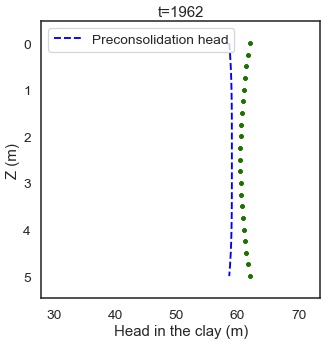 t=1962
Preconsolidation head
0
1
2
3
4
5
Z (m)
30 40 50 60 70
Head in the clay (m)